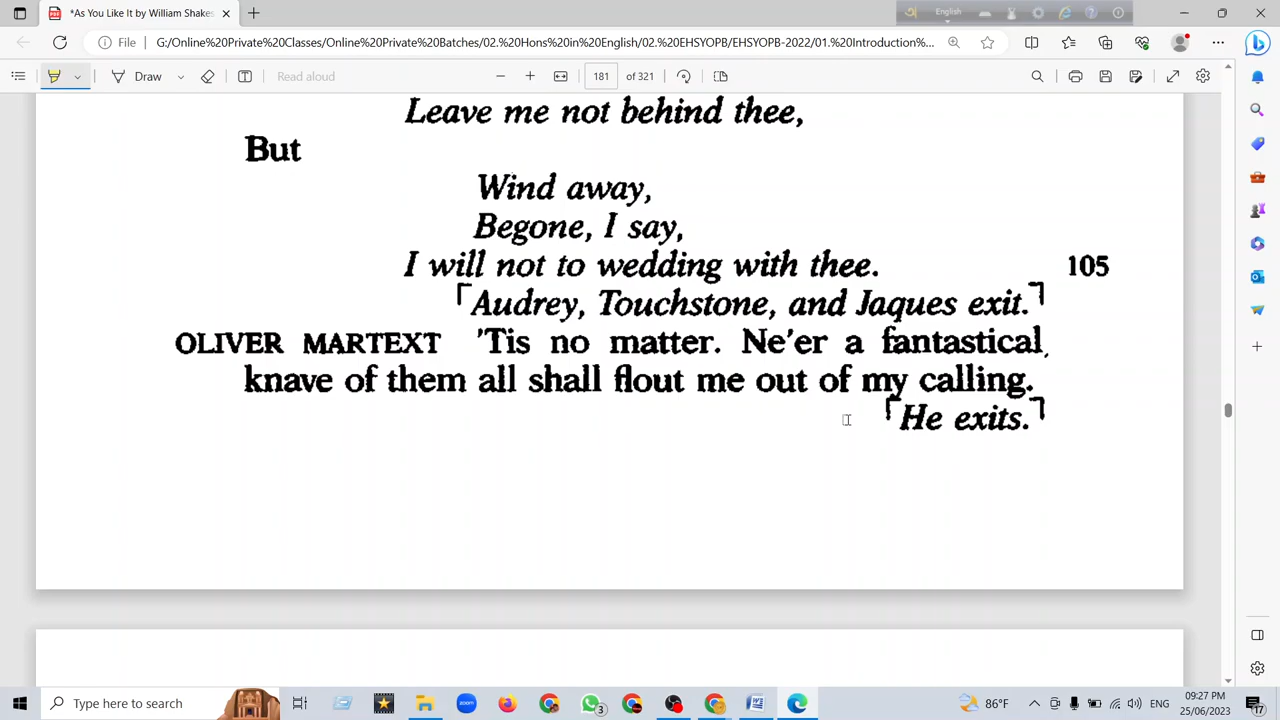 *As You Like It by William Shakes
File
G:/Online%20Private%20Classes/Online%20Private%20Batches/02.%20Hons%20in%20English/02.%20EHSYOPB/EHSYOPB-2022/01.%20Introduction%...
Draw
Read aloud
181 of 321
Leave me not behind thee,
But
Wind away,
Begone, I say,
I will not to wedding with thee. 105
⌜Audrey, Touchstone, and Jaques exit.⌝
OLIVER MARTEXT 'Tis no matter. Ne'er a fantastical
knave of them all shall flout me out of my calling.
⌜He exits.⌝
Type here to search
86°F
ENG
09:27 PM
25/06/2023